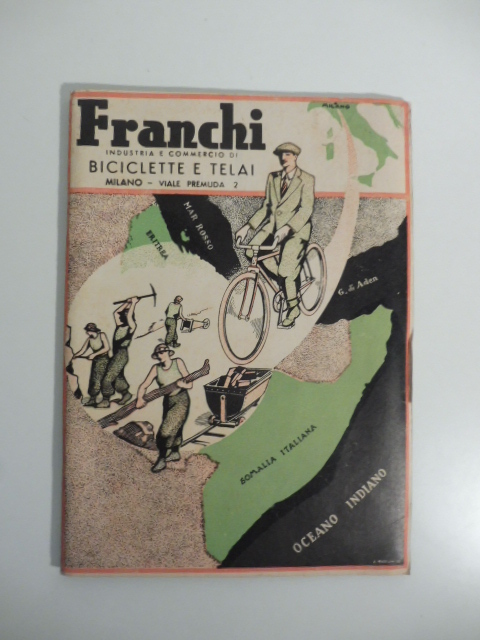 MILANO
Franchi
INDUSTRIA E COMMERCIO DI
BICICLETTE E TELAI
MILANO - VIALE PREMUDA 2
MAR ROSSO
ERITREA
G. di Aden
SOMALIA ITALIANA
OCEANO INDIANO